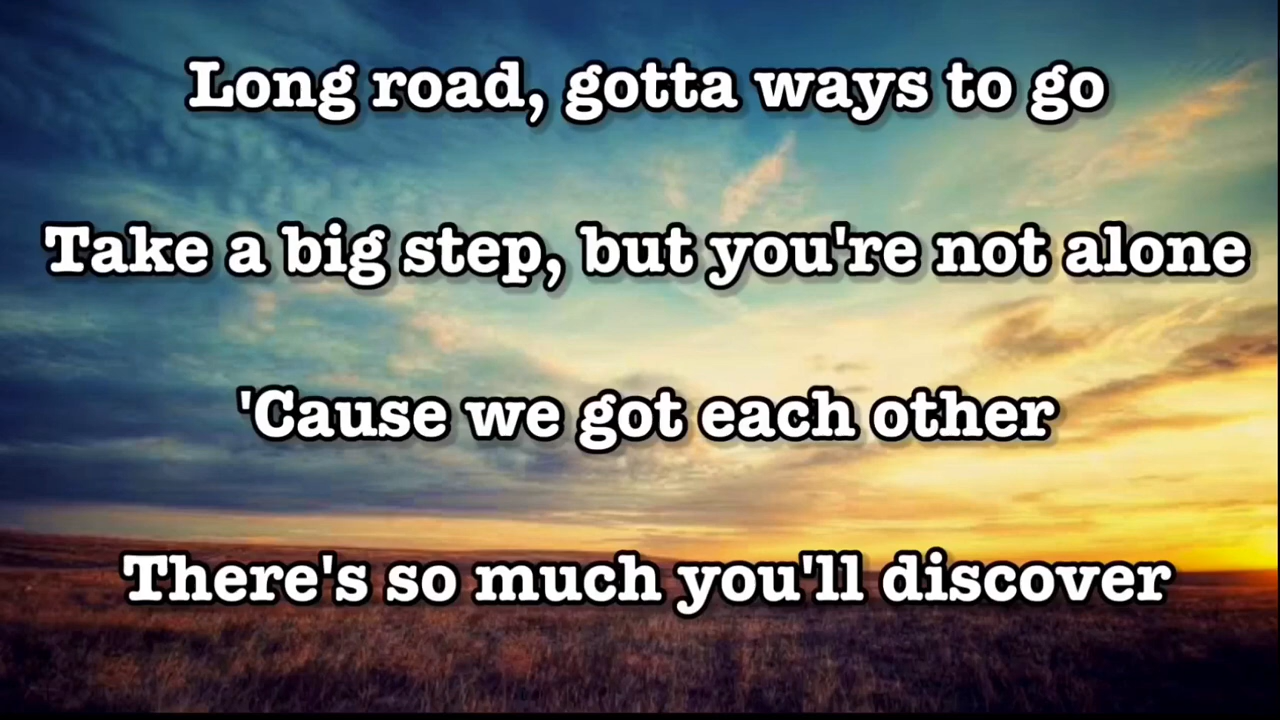 Long road, gotta ways to go
Take a big step, but you're not alone
'Cause we got each other
There's so much you'll discover